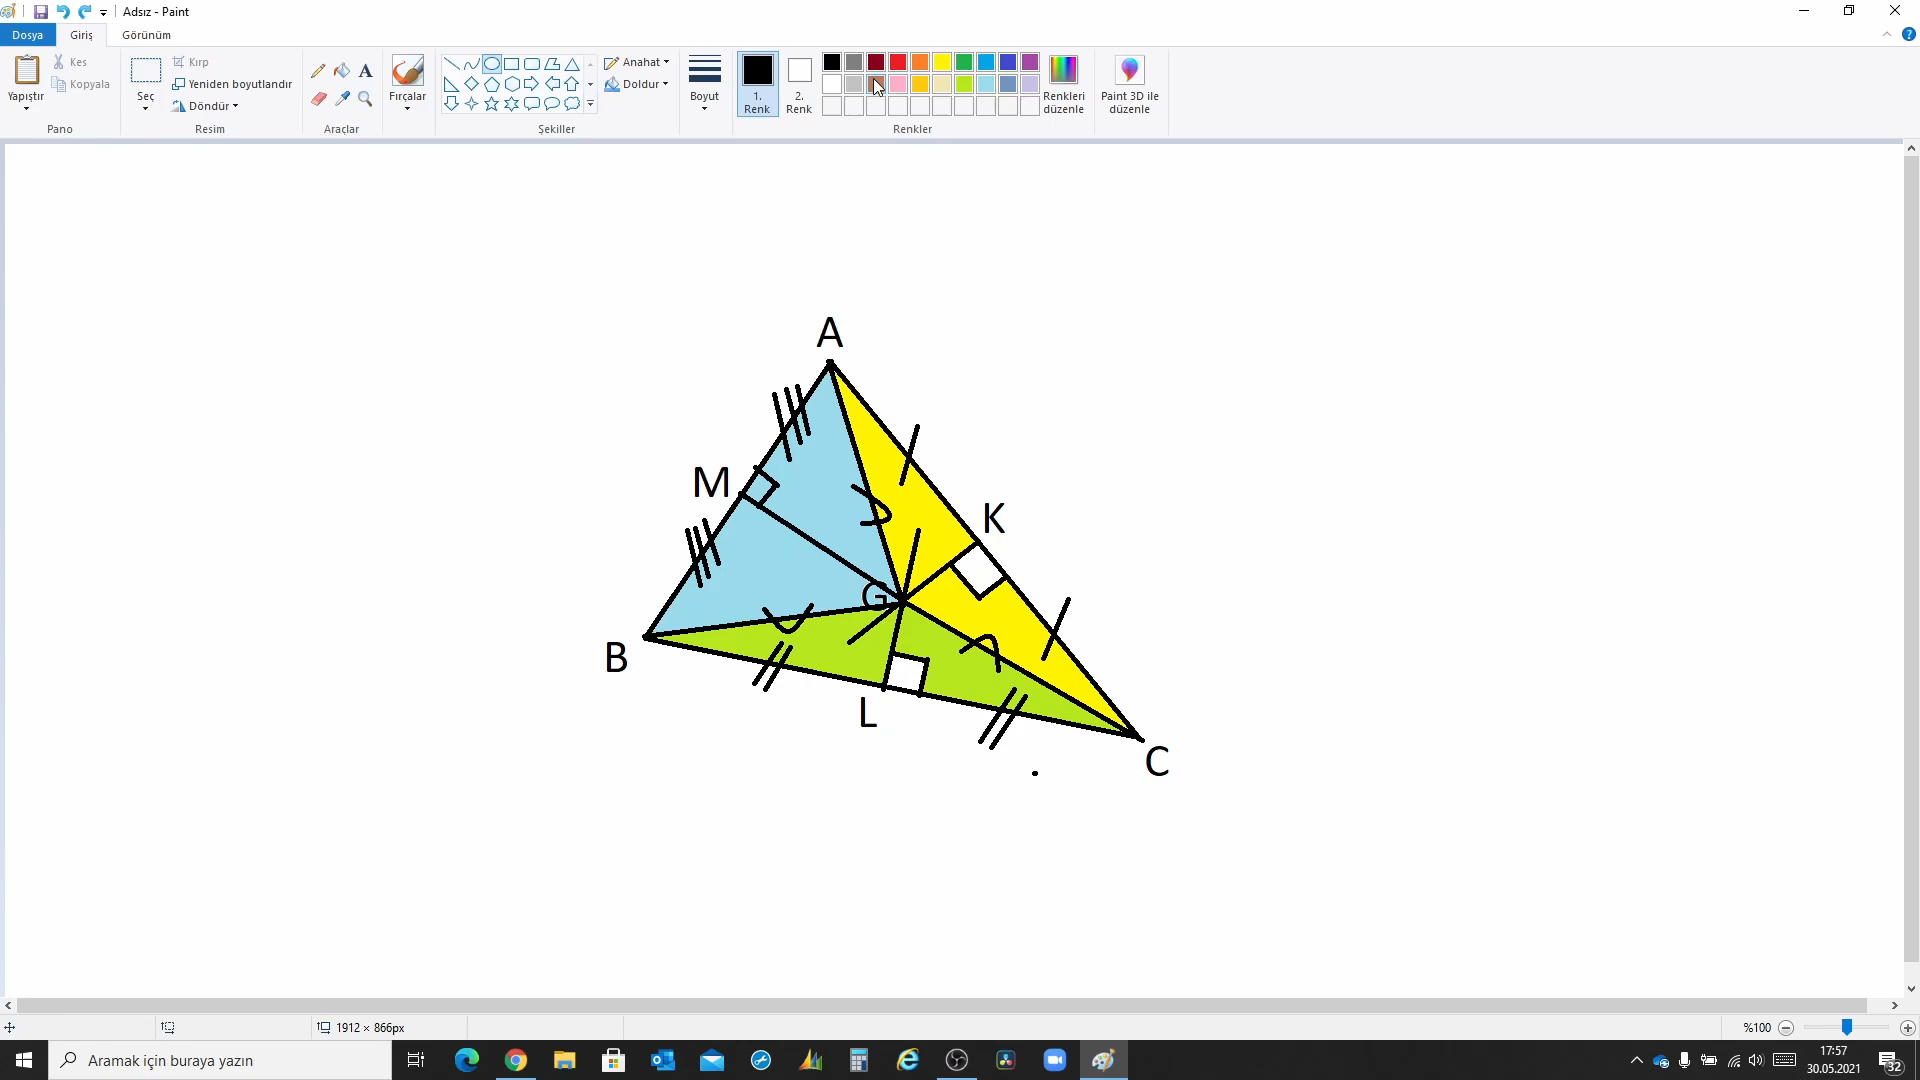 Adsız - Paint
Dosya Giriş Görünüm
Yapıştır
Kes
Kopyala
Pano
Seç
Kırp
Yeniden boyutlandır
Döndür
Resim
A
Araçlar
Fırçalar
Anahat
Doldur
Şekiller
Boyut
1.
Renk
2.
Renk
Renkler
Renkleri
düzenle
Paint 3D ile
düzenle
A
M
K
G
B
L
C
1912 × 866px
%100
Aramak için buraya yazın
17:57
30.05.2021
32